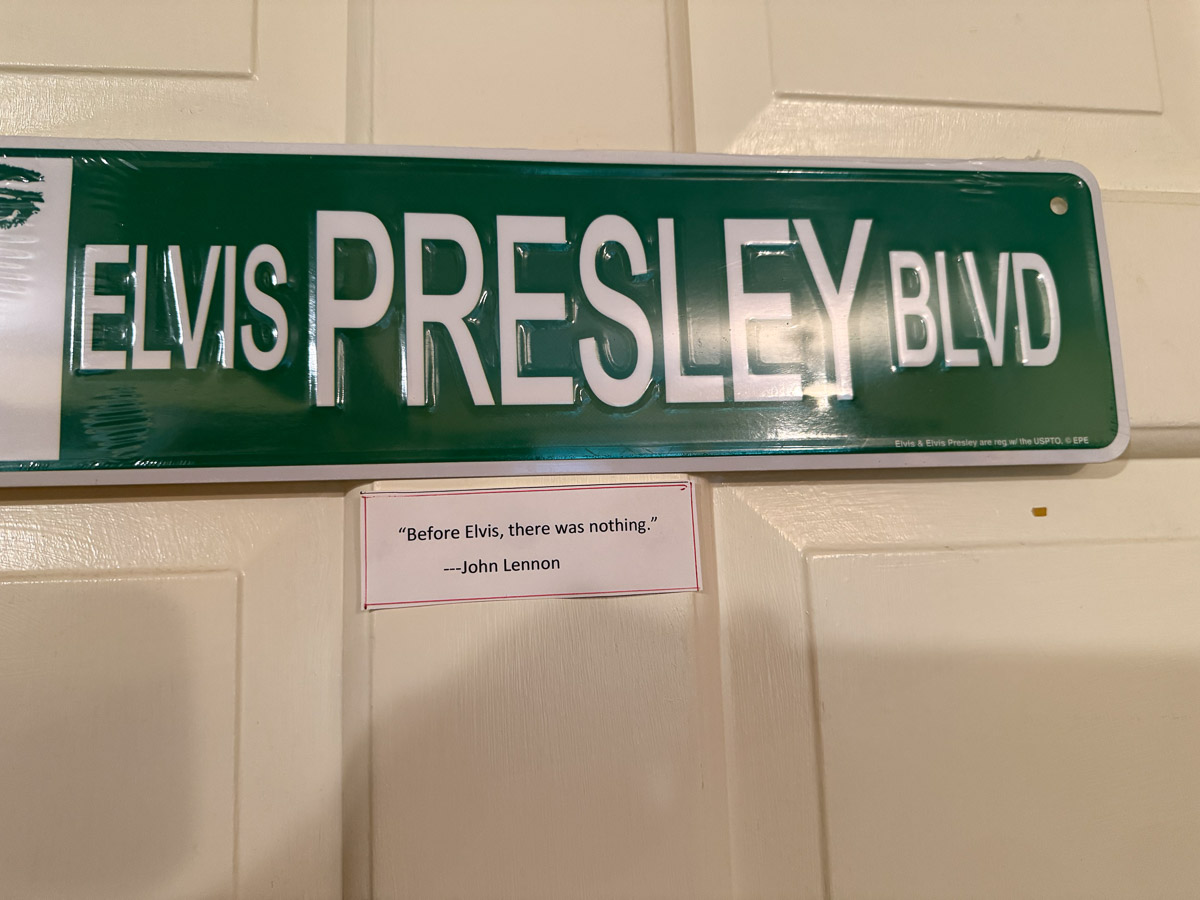 ELVIS PRESLEY BLVD
Elvis & Elvis Presley are reg. w/ the USPTO, © EPE
“Before Elvis, there was nothing.”
---John Lennon